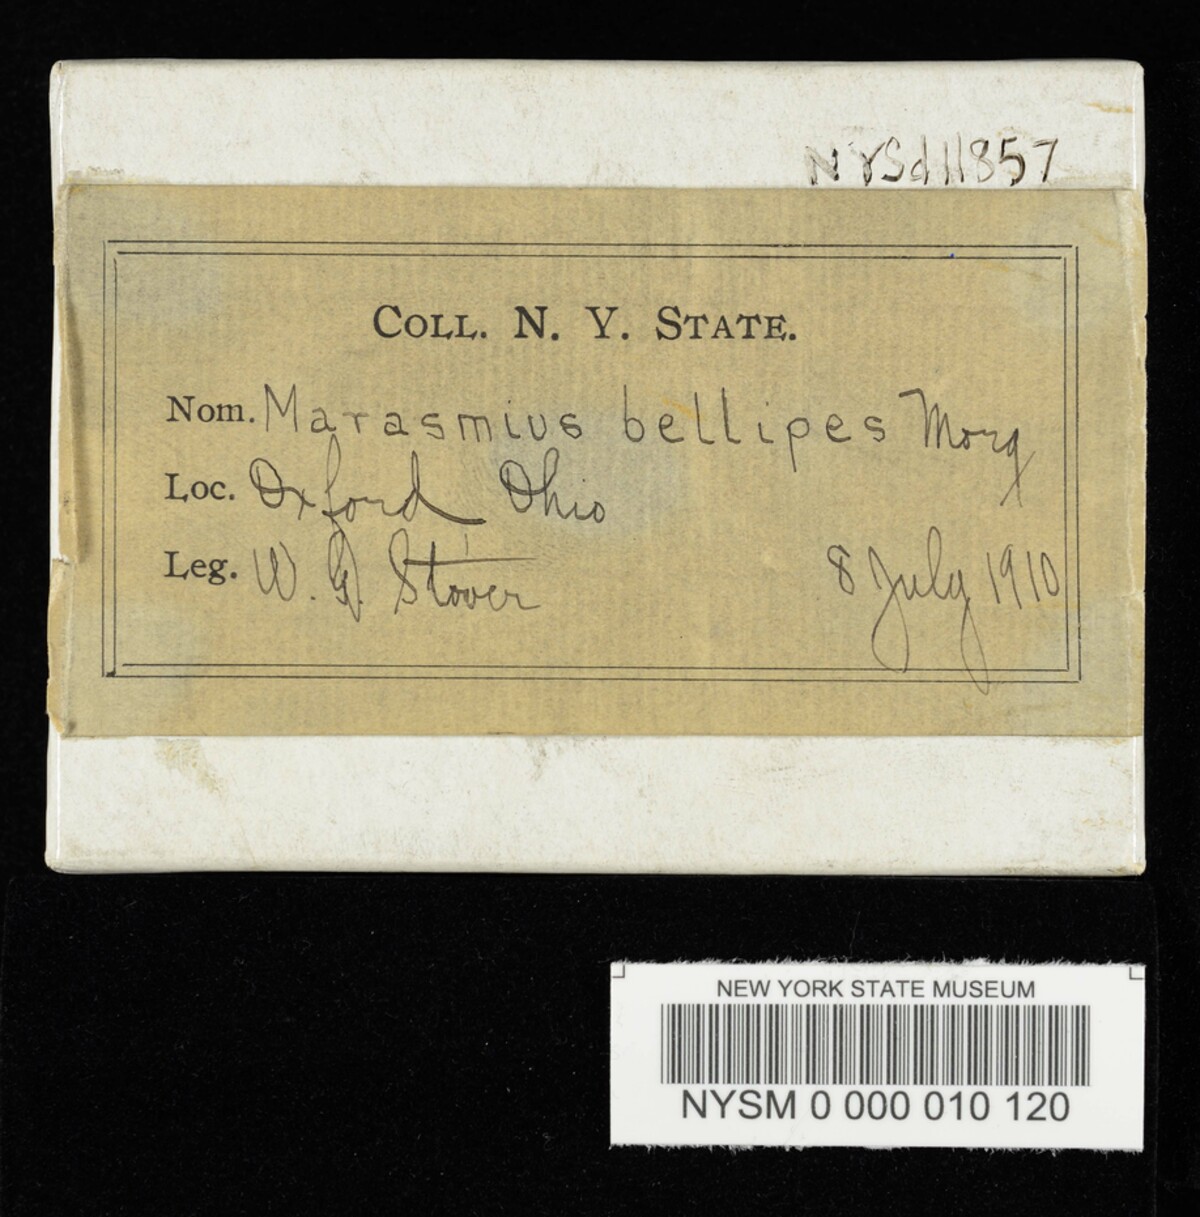 NYSd11857
COLL. N. Y. STATE.
Nom. Marasmius bellipes Morg
Loc. Oxford Ohio
Leg. W. G. Stover 8 July 1910
NEW YORK STATE MUSEUM
NYSM 0 000 010 120